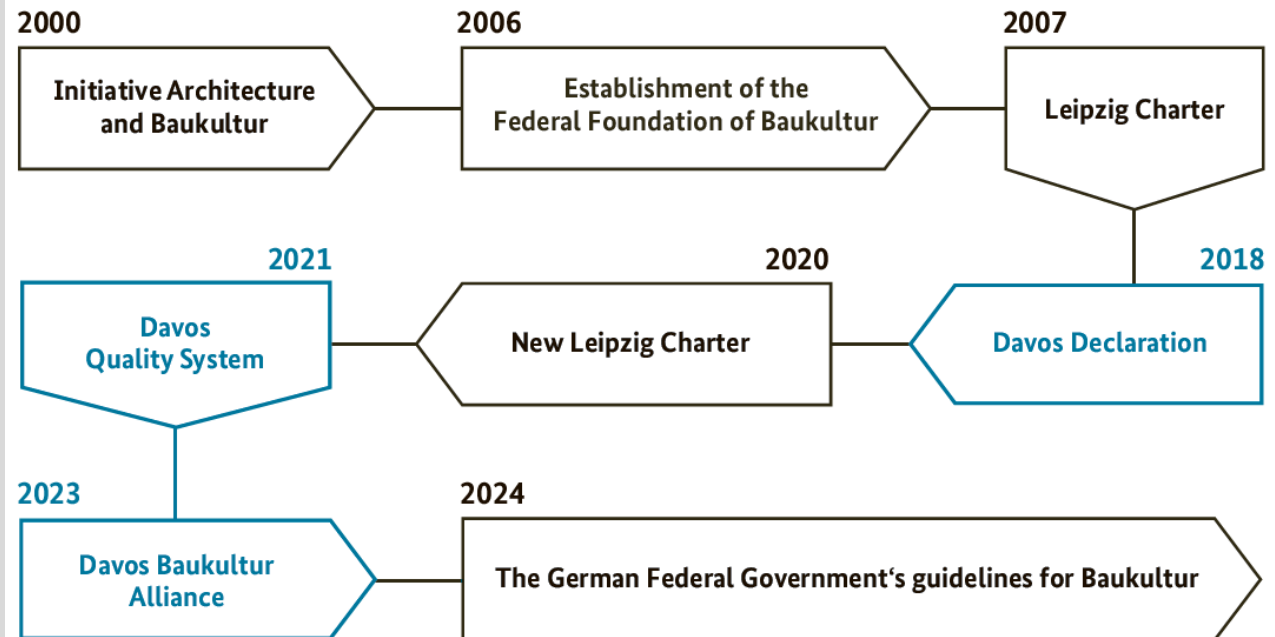 2000
Initiative Architecture
and Baukultur
2006
Establishment of the
Federal Foundation of Baukultur
2007
Leipzig Charter
2018
Davos Declaration
2020
New Leipzig Charter
2021
Davos
Quality System
2023
Davos Baukultur
Alliance
2024
The German Federal Government‘s guidelines for Baukultur